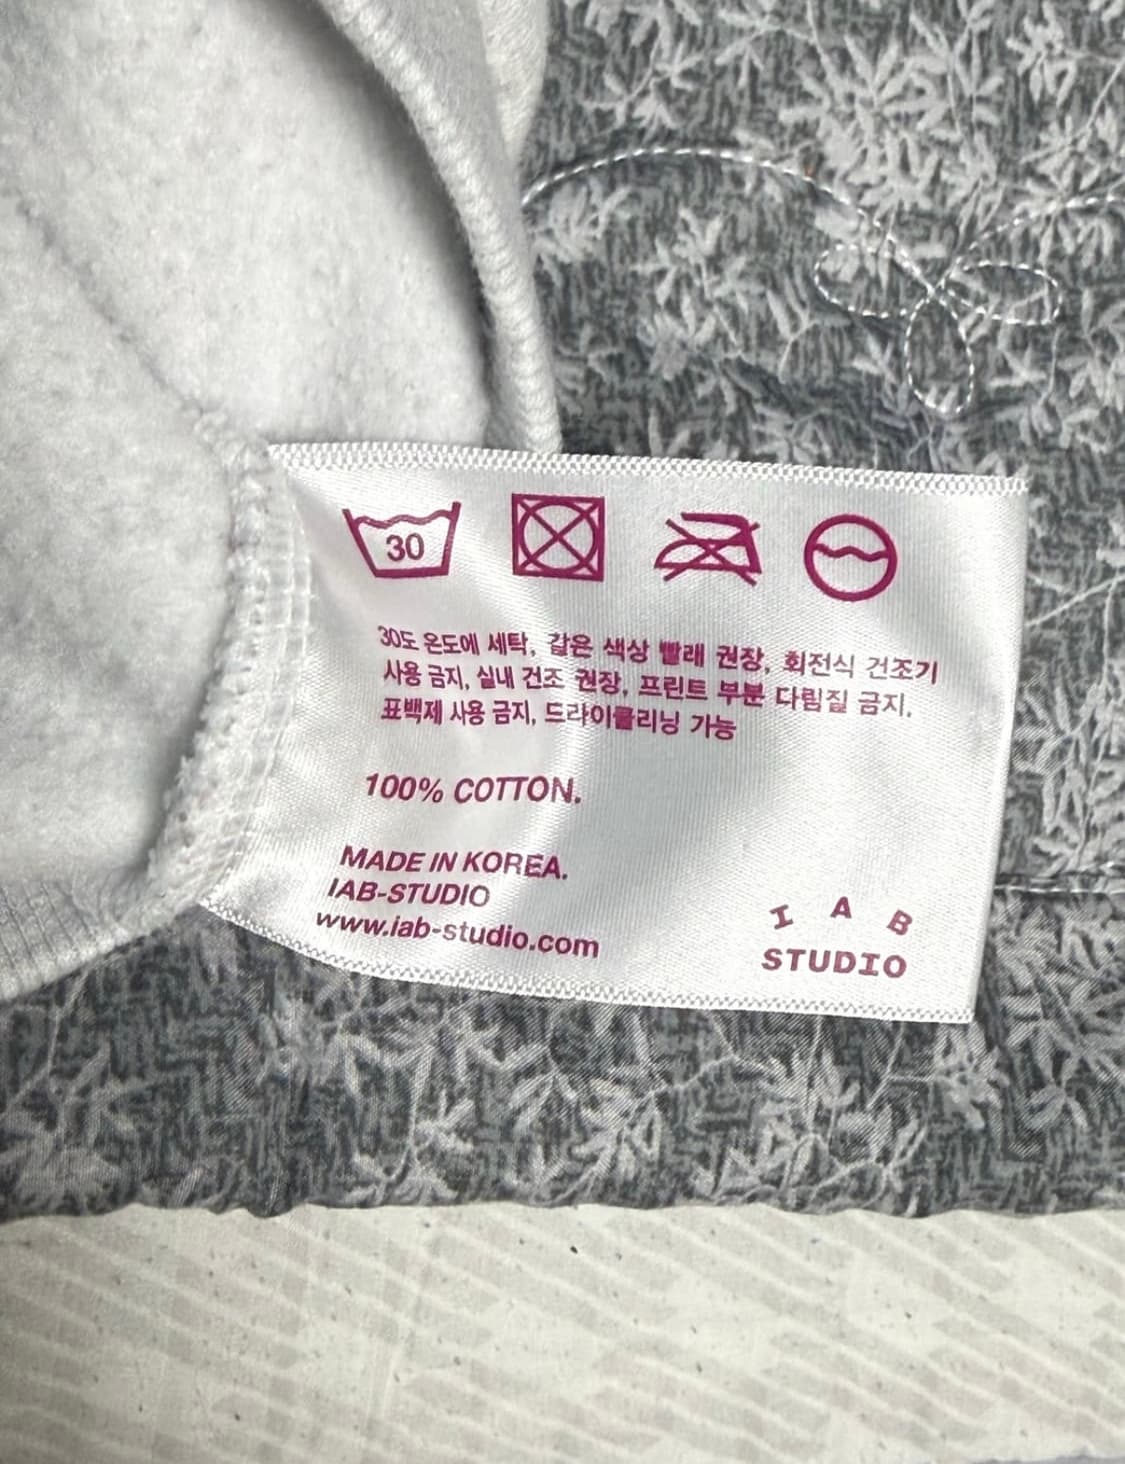 30
30도 온도에 세탁, 같은 색상 빨래 권장, 회전식 건조기
사용 금지, 실내 건조 권장, 프린트 부분 다림질 금지.
표백제 사용 금지, 드라이클리닝 가능
100% COTTON.
MADE IN KOREA.
IAB-STUDIO
www.iab-studio.com
I A B
STUDIO